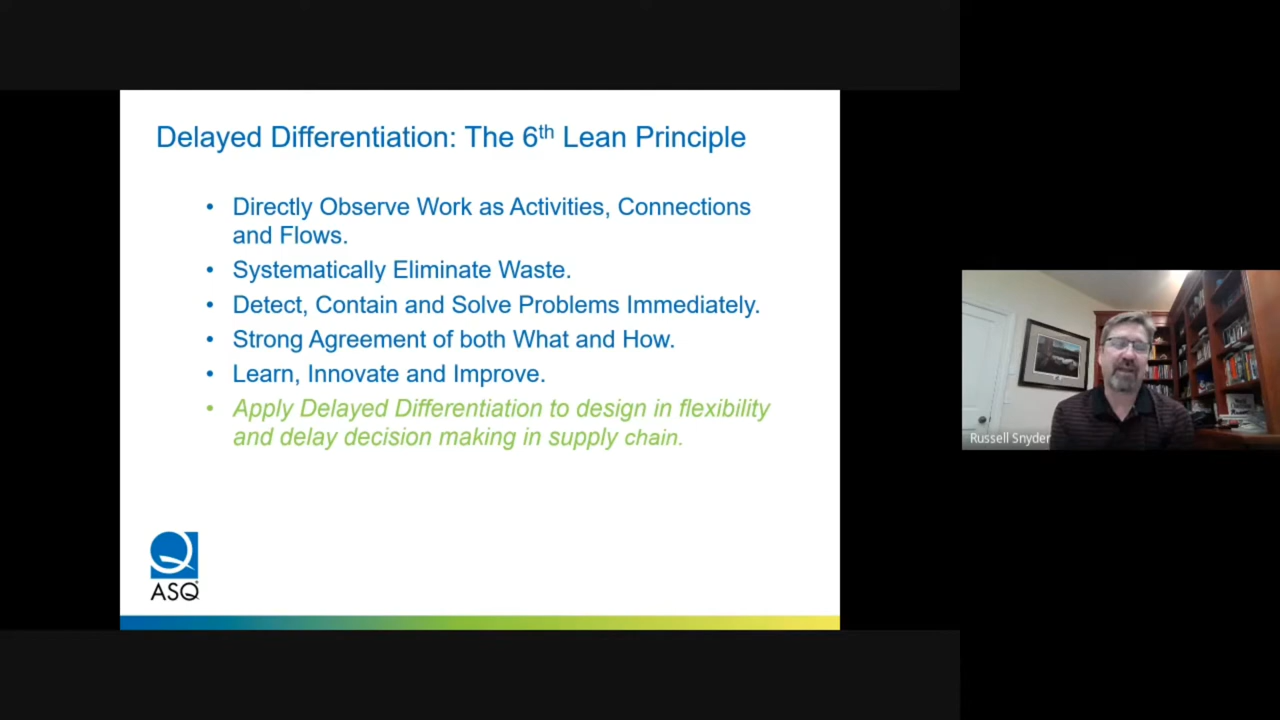 Delayed Differentiation: The 6th Lean Principle
• Directly Observe Work as Activities, Connections
and Flows.
• Systematically Eliminate Waste.
• Detect, Contain and Solve Problems Immediately.
• Strong Agreement of both What and How.
• Learn, Innovate and Improve.
• Apply Delayed Differentiation to design in flexibility
and delay decision making in supply chain.
ASQ
Russell Snyder